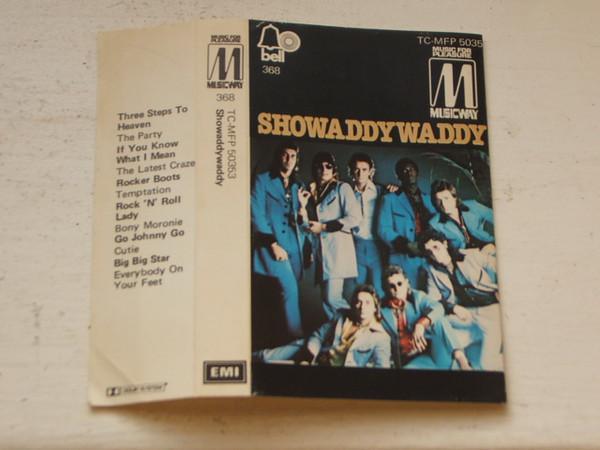 Three Steps To
Heaven
The Party
If You Know
What I Mean
The Latest Craze
Rocker Boots
Temptation
Rock 'N' Roll
Lady
Bony Moronie
Go Johnny Go
Cutie
Big Big Star
Everybody On
Your Feet
MUSIC FOR
PLEASURE
M
MUSICWAY
368
TC-MFP 50353
Showaddywaddy
EMI
bell
368
TC-MFP 5035
MUSIC FOR
PLEASURE
M
MUSICWAY
SHOWADDYWADDY